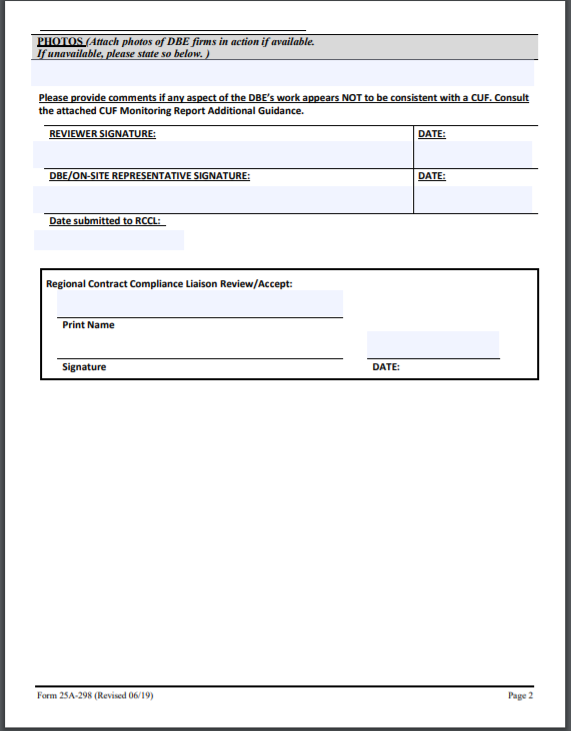 PHOTOS (Attach photos of DBE firms in action if available.
If unavailable, please state so below. )
Please provide comments if any aspect of the DBE's work appears NOT to be consistent with a CUF. Consult
the attached CUF Monitoring Report Additional Guidance.
REVIEWER SIGNATURE: DATE:
DBE/ON-SITE REPRESENTATIVE SIGNATURE: DATE:
Date submitted to RCCL:
Regional Contract Compliance Liaison Review/Accept:
Print Name
Signature DATE:
Form 25A-298 (Revised 06/19) Page 2